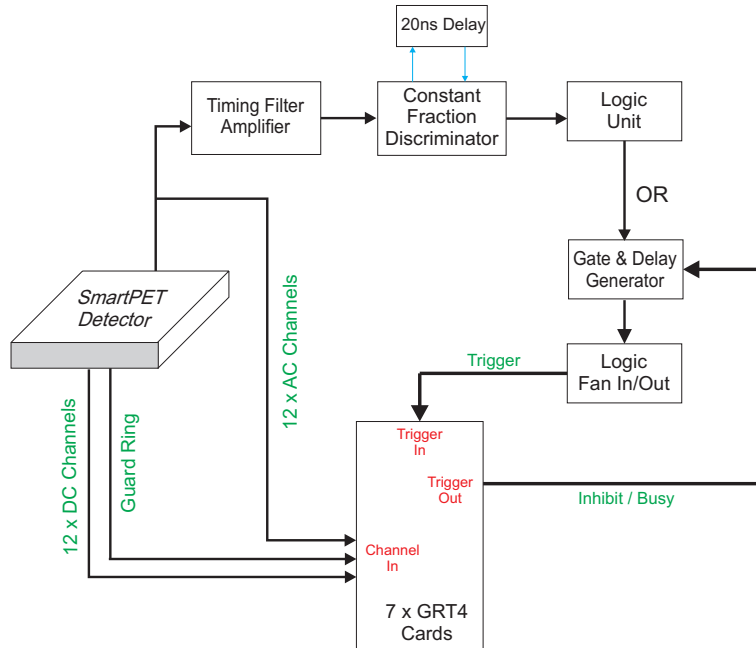 20ns Delay
Timing Filter
Amplifier
Constant
Fraction
Discriminator
Logic
Unit
OR
SmartPET
Detector
Gate & Delay
Generator
Logic
Fan In/Out
Trigger
12 x DC Channels
Guard Ring
12 x AC Channels
Trigger
In
Trigger
Out
Inhibit / Busy
Channel
In
7 x GRT4
Cards